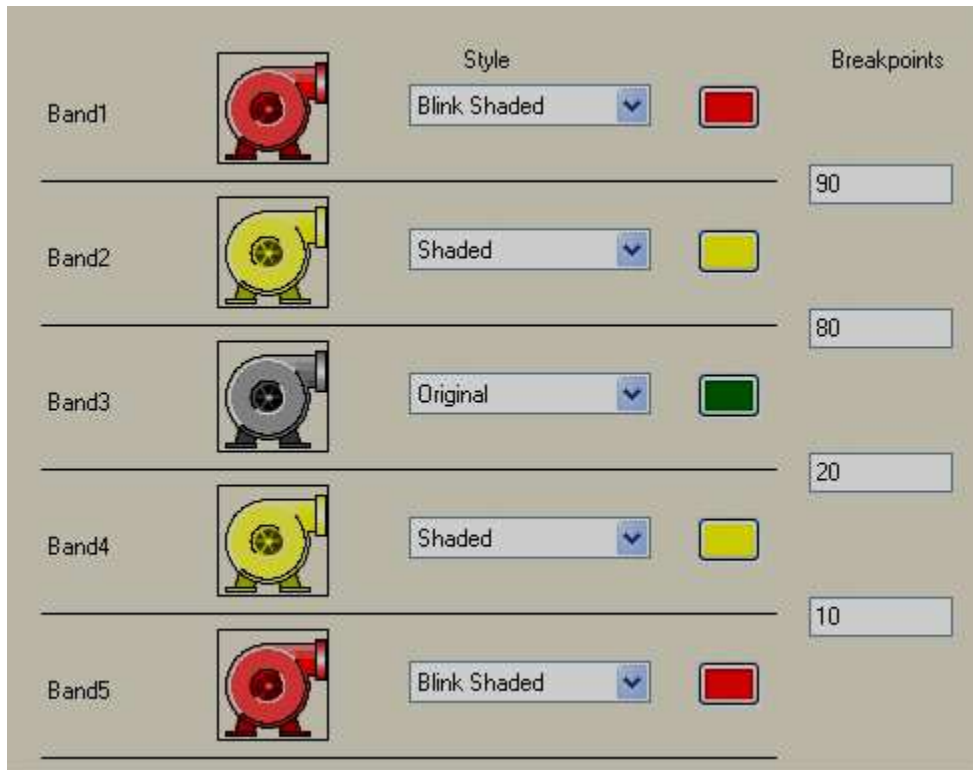 Style Breakpoints
Band1 Blink Shaded
90
Band2 Shaded
80
Band3 Original
20
Band4 Shaded
10
Band5 Blink Shaded